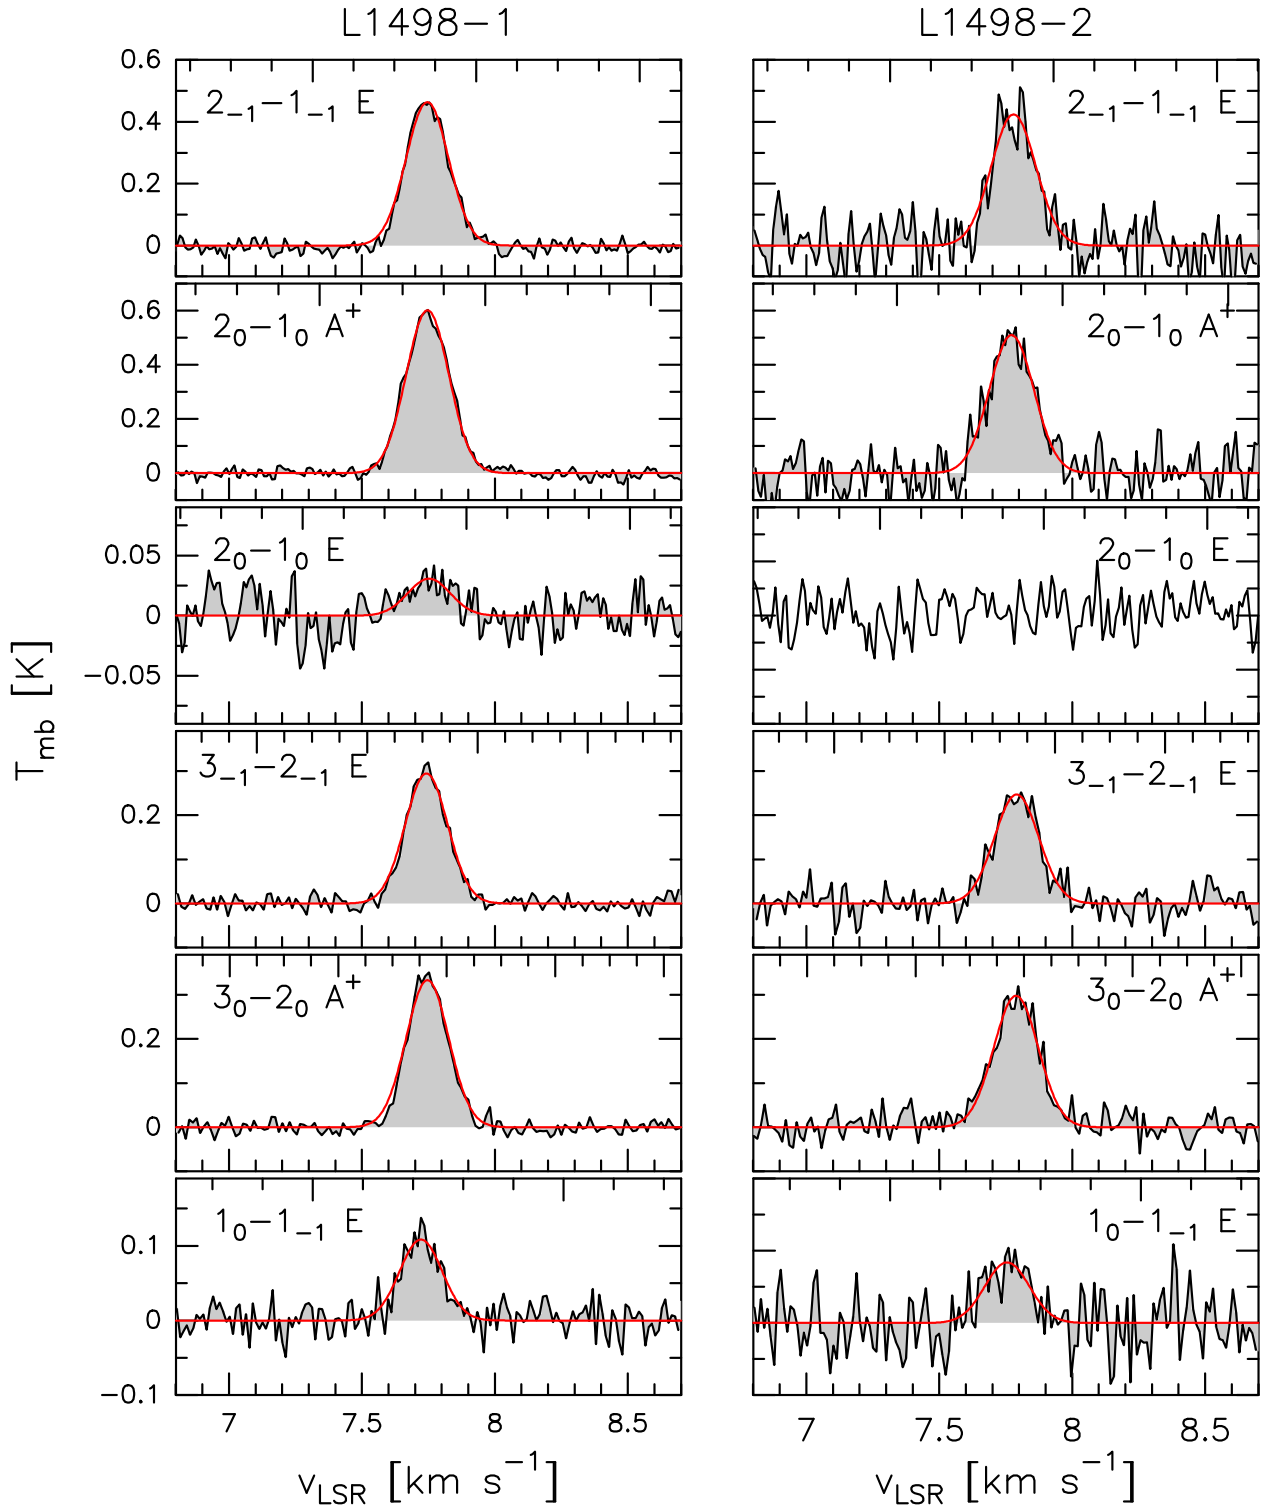 L1498−1 L1498−2
0.6
2₋₁−1₋₁ E 2₋₁−1₋₁ E
0.4
0.2
0
0.6
2₀−1₀ A⁺ 2₀−1₀ A⁺
0.4
0.2
0
2₀−1₀ E 2₀−1₀ E
0.05
0
−0.05
T_mb [K]
3₋₁−2₋₁ E 3₋₁−2₋₁ E
0.2
0
3₀−2₀ A⁺ 3₀−2₀ A⁺
0.2
0
1₀−1₋₁ E 1₀−1₋₁ E
0.1
0
−0.1
7 7.5 8 8.5 7 7.5 8 8.5
v_LSR [km s⁻¹] v_LSR [km s⁻¹]